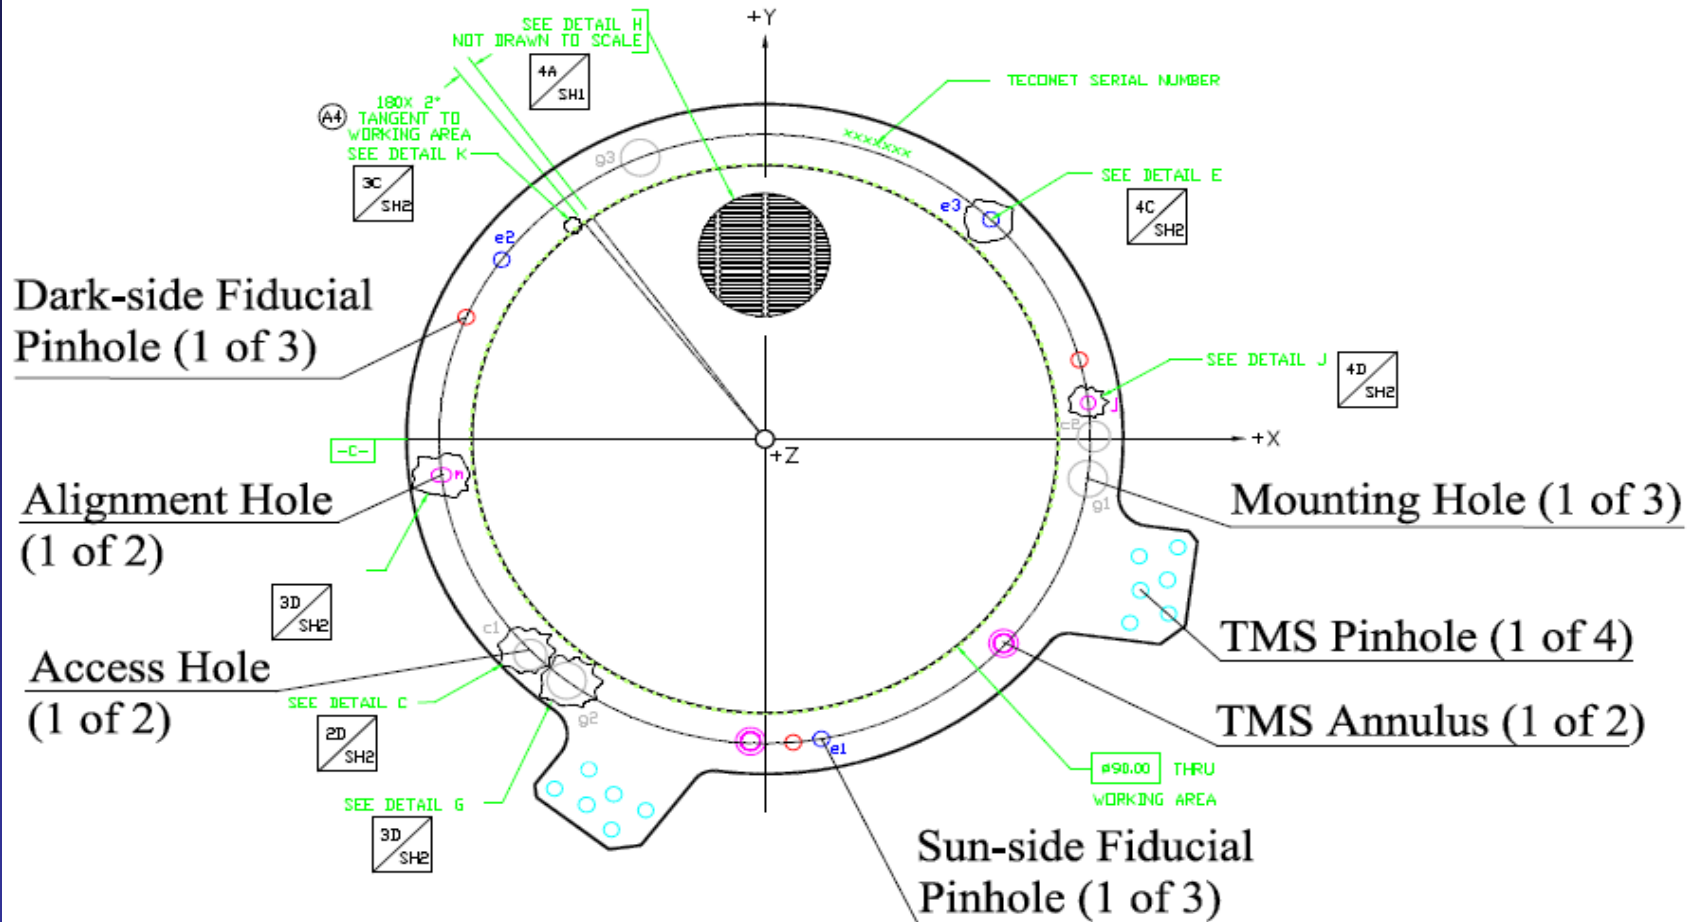 +Y
SEE DETAIL H
NOT DRAWN TO SCALE
4A
SH1
TECOMET SERIAL NUMBER
A4
180X 2°
TANGENT TO
WORKING AREA
SEE DETAIL K
3C
SH2
xxxxxxx
g3
SEE DETAIL E
4C
SH2
e3
e2
Dark-side Fiducial
Pinhole (1 of 3)
SEE DETAIL J
4D
SH2
J
c2
+X
-C-
+Z
m
Alignment Hole
(1 of 2)
Mounting Hole (1 of 3)
g1
3D
SH2
c1
TMS Pinhole (1 of 4)
Access Hole
(1 of 2)
SEE DETAIL C
2D
SH2
g2
TMS Annulus (1 of 2)
e1
ø90.00 THRU
WORKING AREA
SEE DETAIL G
3D
SH2
Sun-side Fiducial
Pinhole (1 of 3)